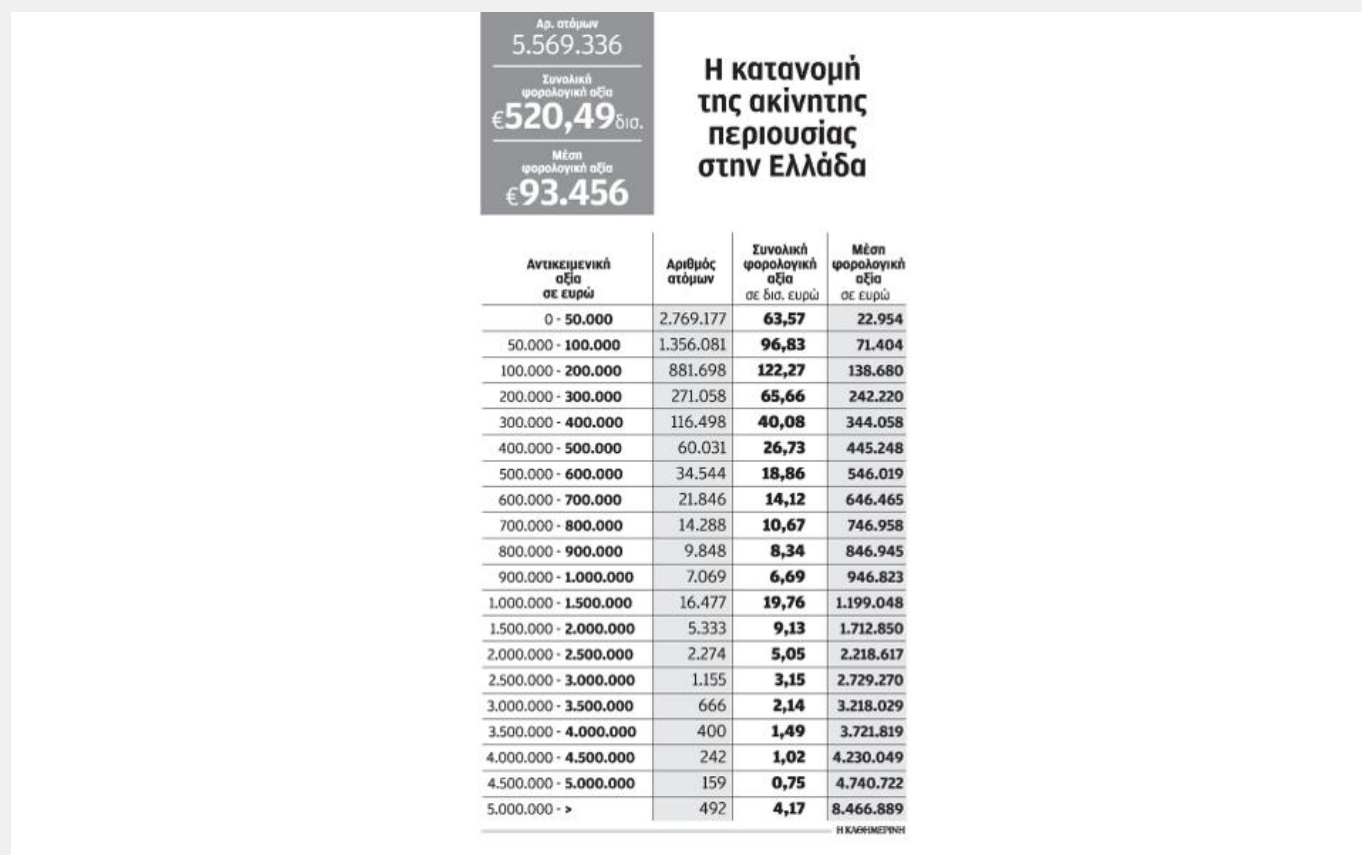 Αρ. ατόμων
5.569.336
Συνολική
φορολογική αξία
€520,49δισ.
Μέση
φορολογική αξία
€93.456
Η κατανομή
της ακίνητης
περιουσίας
στην Ελλάδα
Αντικειμενική
αξία
σε ευρώ
Αριθμός
ατόμων
Συνολική
φορολογική
αξία
σε δισ. ευρώ
Μέση
φορολογική
αξία
σε ευρώ
0 - 50.000 2.769.177 63,57 22.954
50.000 - 100.000 1.356.081 96,83 71.404
100.000 - 200.000 881.698 122,27 138.680
200.000 - 300.000 271.058 65,66 242.220
300.000 - 400.000 116.498 40,08 344.058
400.000 - 500.000 60.031 26,73 445.248
500.000 - 600.000 34.544 18,86 546.019
600.000 - 700.000 21.846 14,12 646.465
700.000 - 800.000 14.288 10,67 746.958
800.000 - 900.000 9.848 8,34 846.945
900.000 - 1.000.000 7.069 6,69 946.823
1.000.000 - 1.500.000 16.477 19,76 1.199.048
1.500.000 - 2.000.000 5.333 9,13 1.712.850
2.000.000 - 2.500.000 2.274 5,05 2.218.617
2.500.000 - 3.000.000 1.155 3,15 2.729.270
3.000.000 - 3.500.000 666 2,14 3.218.029
3.500.000 - 4.000.000 400 1,49 3.721.819
4.000.000 - 4.500.000 242 1,02 4.230.049
4.500.000 - 5.000.000 159 0,75 4.740.722
5.000.000 - > 492 4,17 8.466.889
Η ΚΑΘΗΜΕΡΙΝΗ